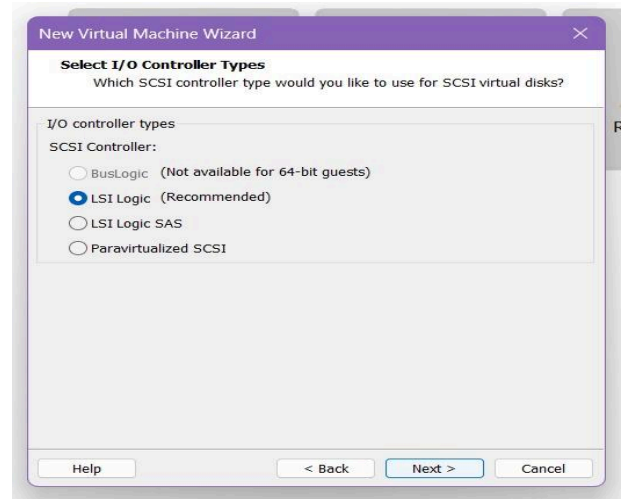 New Virtual Machine Wizard
Select I/O Controller Types
Which SCSI controller type would you like to use for SCSI virtual disks?
I/O controller types
SCSI Controller:
BusLogic (Not available for 64-bit guests)
LSI Logic (Recommended)
LSI Logic SAS
Paravirtualized SCSI
R
Help < Back Next > Cancel